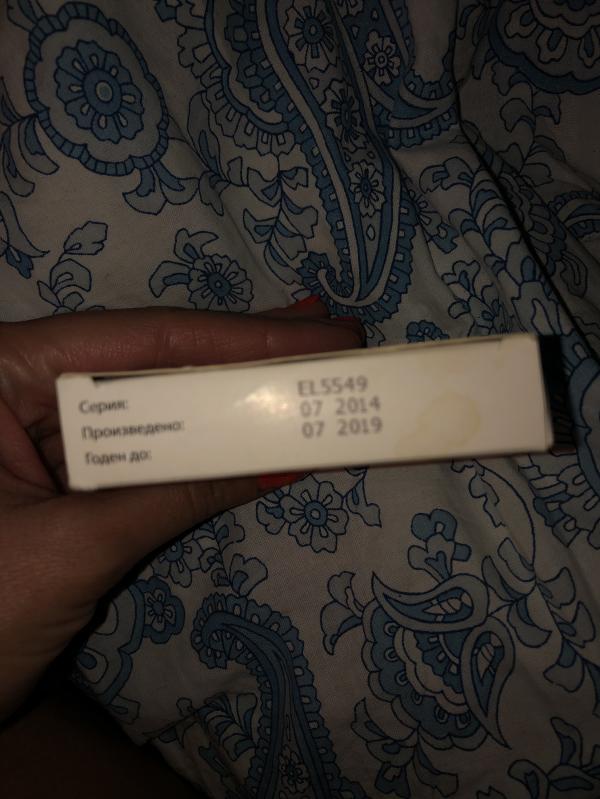 Серия: EL5549
Произведено: 07 2014
Годен до: 07 2019